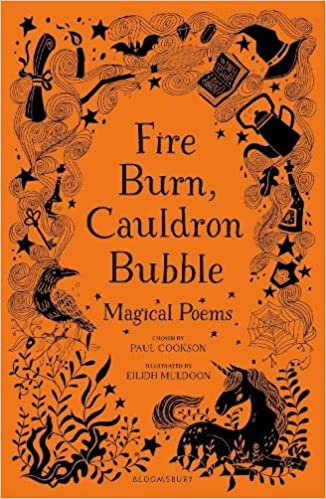 Fire
Burn,
Cauldron
Bubble
Magical Poems
CHOSEN BY
PAUL COOKSON
ILLUSTRATED BY
EILIDH MULDOON
BLOOMSBURY